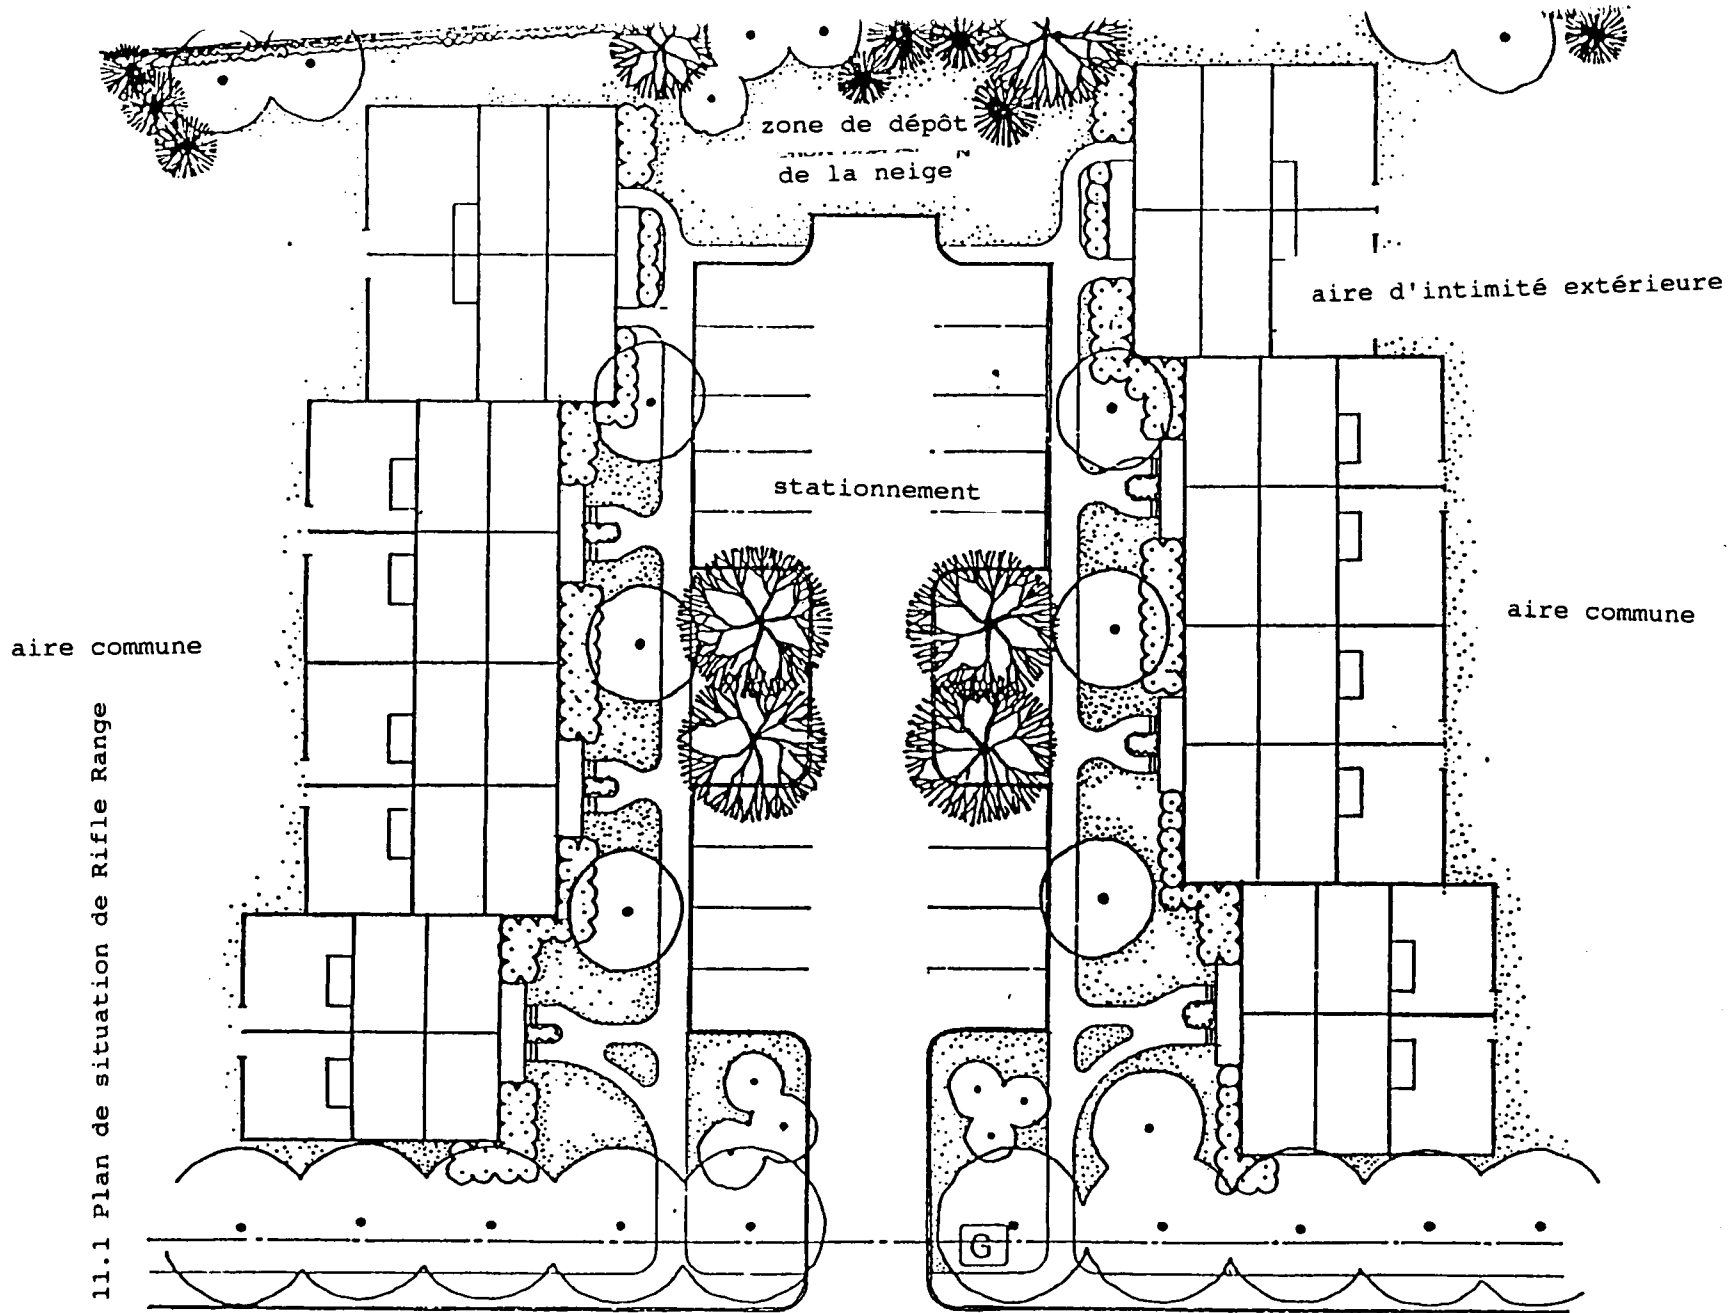 zone de dépôt
de la neige
aire d'intimité extérieure
stationnement
aire commune
aire commune
11.1 Plan de situation de Rifle Range
G